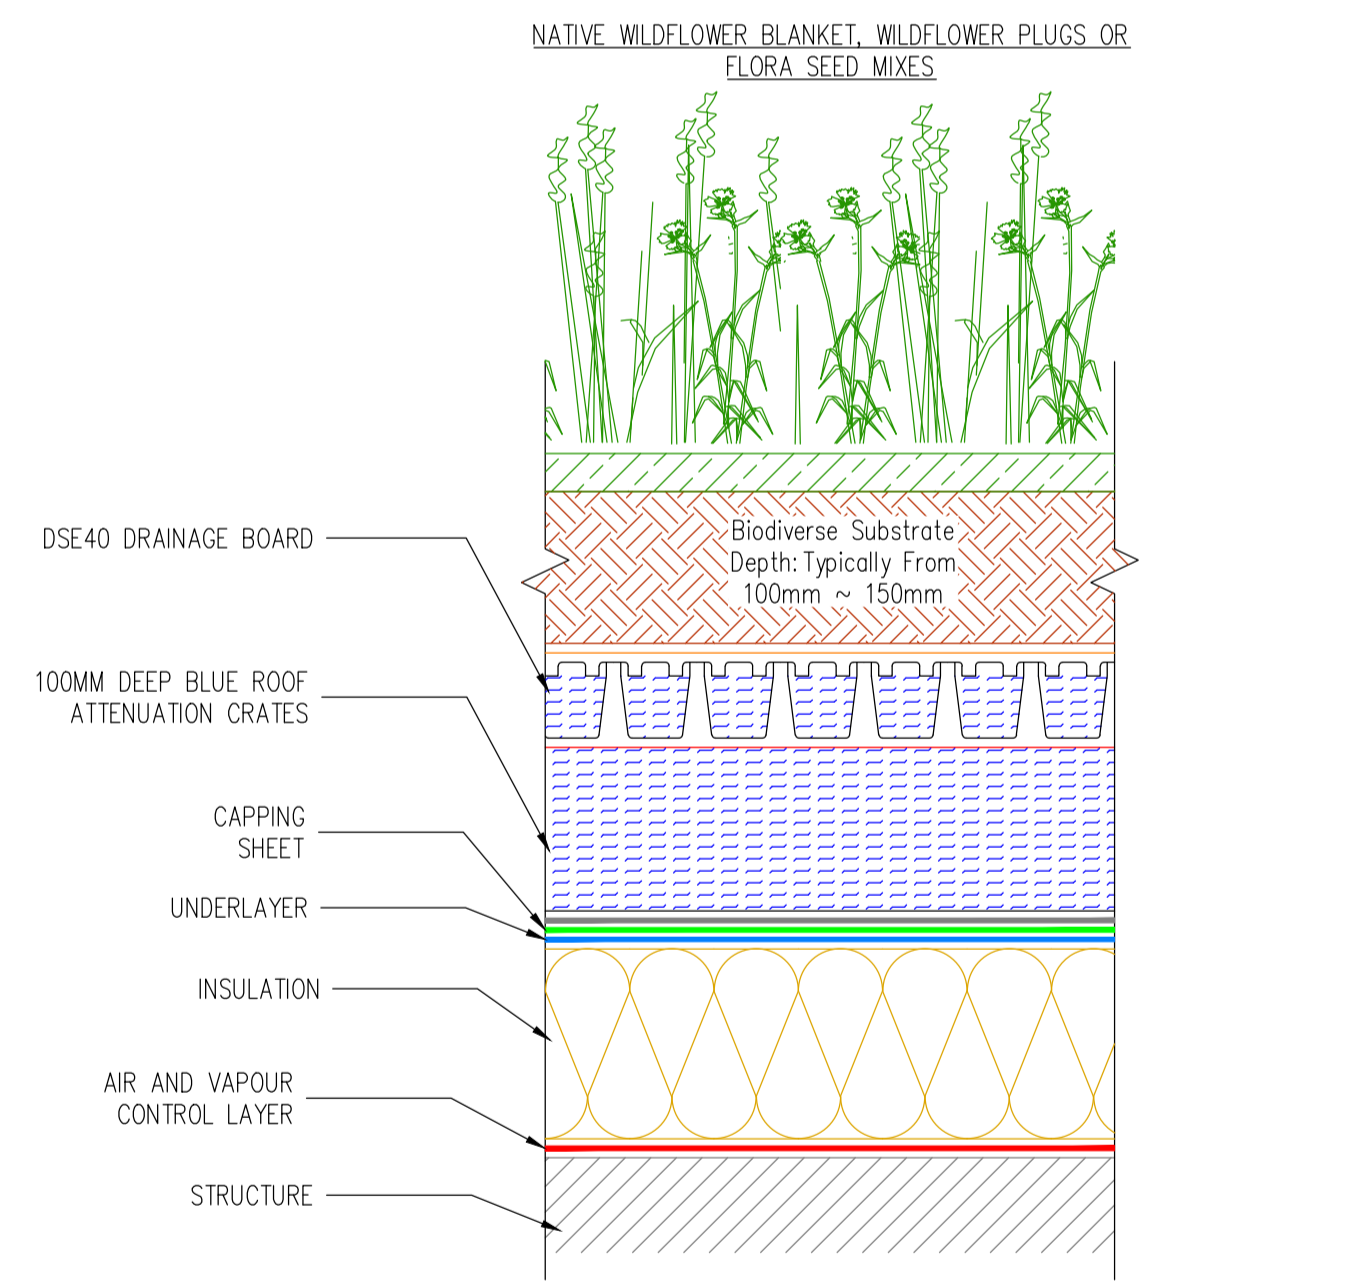 NATIVE WILDFLOWER BLANKET, WILDFLOWER PLUGS OR
FLORA SEED MIXES
Biodiverse Substrate
Depth: Typically From
100mm ~ 150mm
DSE40 DRAINAGE BOARD
100MM DEEP BLUE ROOF
ATTENUATION CRATES
CAPPING
SHEET
UNDERLAYER
INSULATION
AIR AND VAPOUR
CONTROL LAYER
STRUCTURE